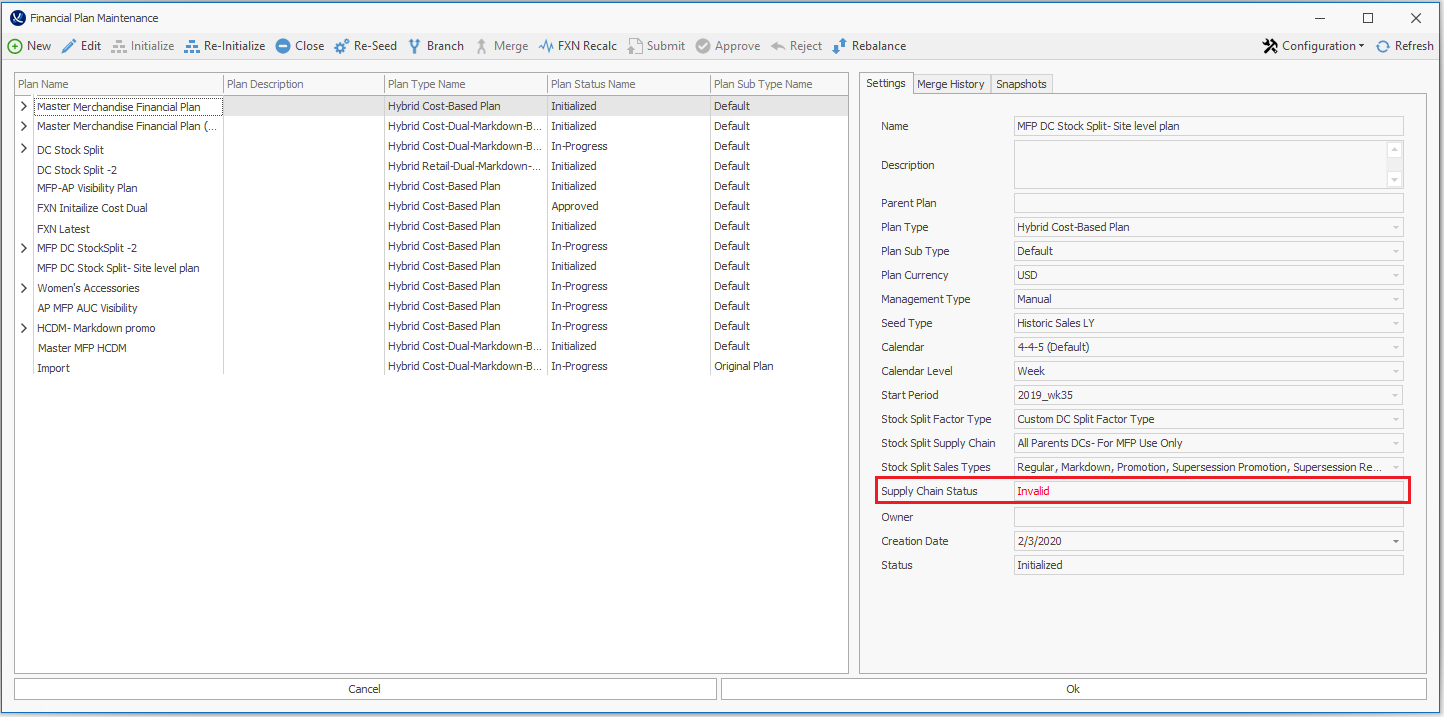 Financial Plan Maintenance
New Edit Initialize Re-Initialize Close Re-Seed Branch Merge FXN Recalc Submit Approve Reject Rebalance Configuration Refresh
Plan Name Plan Description Plan Type Name Plan Status Name Plan Sub Type Name
Master Merchandise Financial Plan Hybrid Cost-Based Plan Initialized Default
Master Merchandise Financial Plan (... Hybrid Cost-Dual-Markdown-B... Initialized Default
DC Stock Split Hybrid Cost-Dual-Markdown-B... In-Progress Default
DC Stock Split -2 Hybrid Retail-Dual-Markdown-... Initialized Default
MFP-AP Visibility Plan Hybrid Cost-Based Plan Initialized Default
FXN Initailize Cost Dual Hybrid Cost-Based Plan Approved Default
FXN Latest Hybrid Cost-Based Plan Initialized Default
MFP DC StockSplit -2 Hybrid Cost-Based Plan In-Progress Default
MFP DC Stock Split- Site level plan Hybrid Cost-Based Plan Initialized Default
Women's Accessories Hybrid Cost-Based Plan In-Progress Default
AP MFP AUC Visibility Hybrid Cost-Based Plan In-Progress Default
HCDM- Markdown promo Hybrid Cost-Based Plan In-Progress Default
Master MFP HCDM Hybrid Cost-Dual-Markdown-B... Initialized Default
Import Hybrid Cost-Dual-Markdown-B... In-Progress Original Plan
Settings Merge History Snapshots
Name MFP DC Stock Split- Site level plan
Description
Parent Plan
Plan Type Hybrid Cost-Based Plan
Plan Sub Type Default
Plan Currency USD
Management Type Manual
Seed Type Historic Sales LY
Calendar 4-4-5 (Default)
Calendar Level Week
Start Period 2019_wk35
Stock Split Factor Type Custom DC Split Factor Type
Stock Split Supply Chain All Parents DCs- For MFP Use Only
Stock Split Sales Types Regular, Markdown, Promotion, Supersession Promotion, Supersession Re...
Supply Chain Status Invalid
Owner
Creation Date 2/3/2020
Status Initialized
Cancel Ok